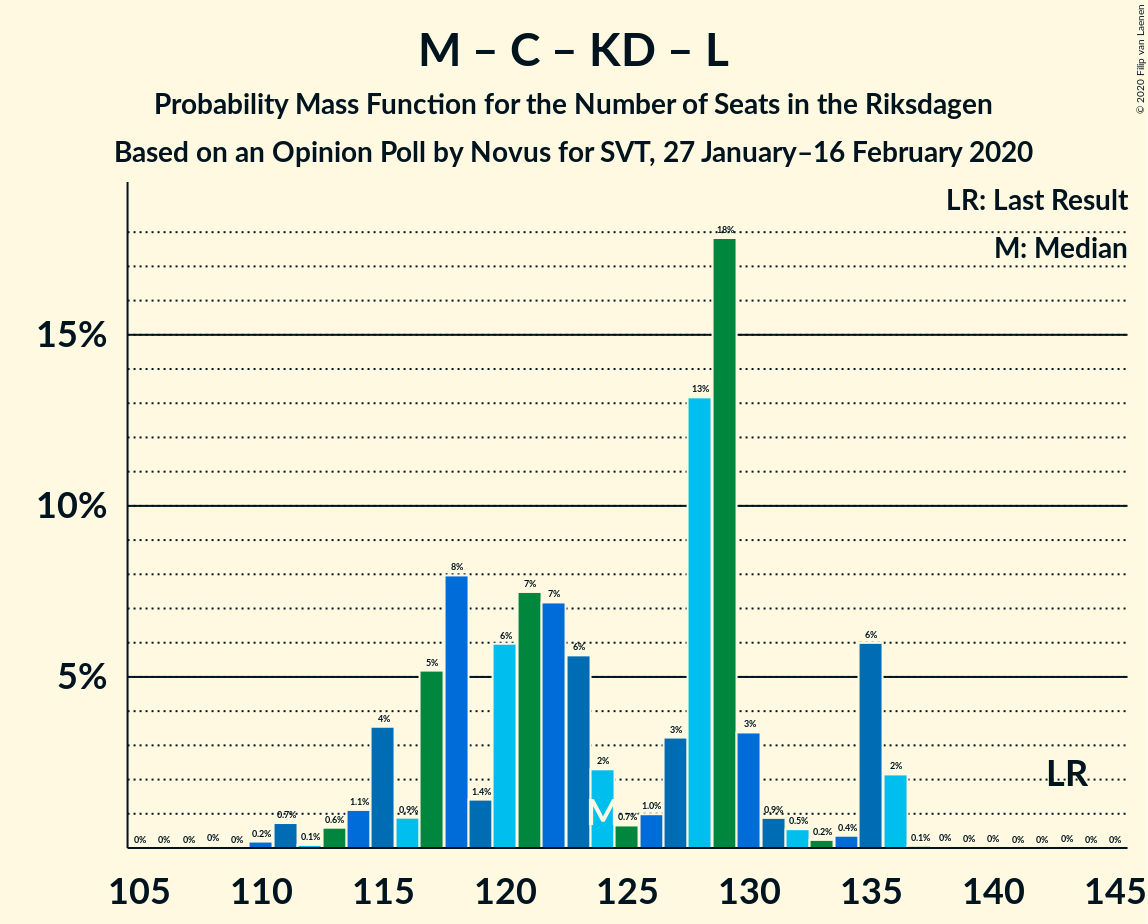 M – C – KD – L
Probability Mass Function for the Number of Seats in the Riksdagen
Based on an Opinion Poll by Novus for SVT, 27 January–16 February 2020
© 2020 Filip van Laenen
LR: Last Result
M: Median
15%
10%
5%
0% 0% 0% 0% 0% 0.2% 0.7% 0.1% 0.6% 1.1% 4% 0.9% 5% 8% 1.4% 6% 7% 7% 6% 2% 0.7% 1.0% 3% 13% 18% 3% 0.9% 0.5% 0.2% 0.4% 6% 2% 0.1% 0% 0% 0% 0% 0% 0% 0% 0%
M
LR
105 110 115 120 125 130 135 140 145